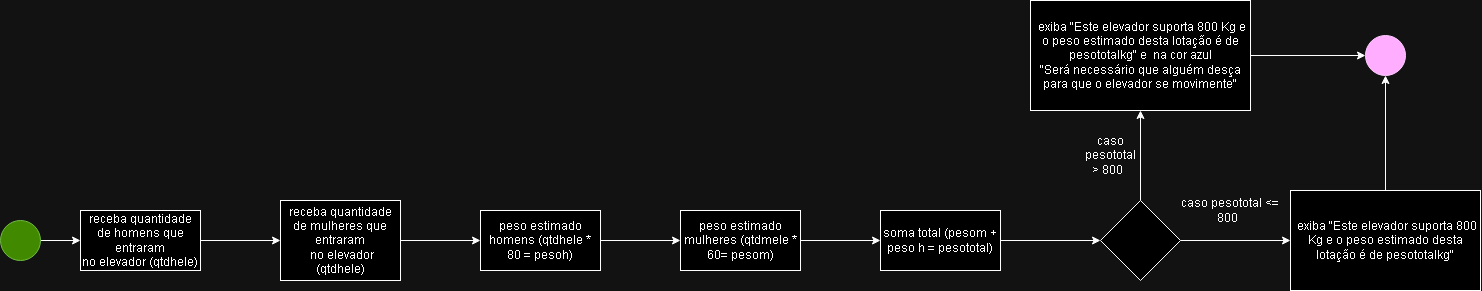 receba quantidade
de homens que
entraram
no elevador (qtdhele)
receba quantidade
de mulheres que
entraram
no elevador
(qtdhele)
peso estimado
homens (qtdhele *
80 = pesoh)
peso estimado
mulheres (qtdmele *
60= pesom)
soma total (pesom +
peso h = pesototal)
caso
pesototal
> 800
exiba "Este elevador suporta 800 Kg e
o peso estimado desta lotação é de
pesototalkg" e na cor azul
"Será necessário que alguém desça
para que o elevador se movimente"
caso pesototal <=
800
exiba "Este elevador suporta 800
Kg e o peso estimado desta
lotação é de pesototalkg"